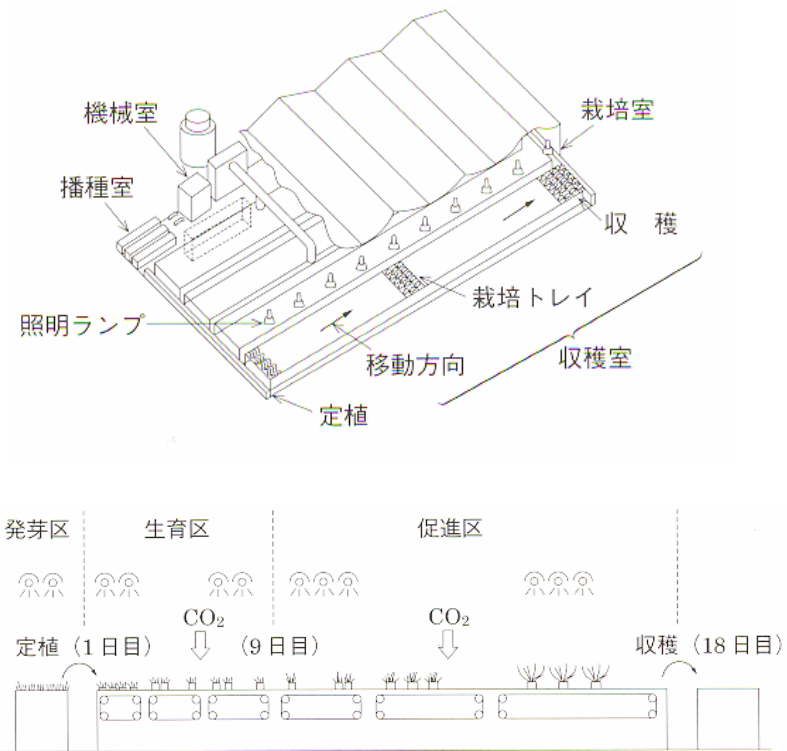 機械室
栽培室
播種室
収 穫
栽培トレイ
照明ランプ
収穫室
移動方向
定植
発芽区
生育区
促進区
CO₂
CO₂
定植 (1日目)
(9日目)
収穫 (18日目)